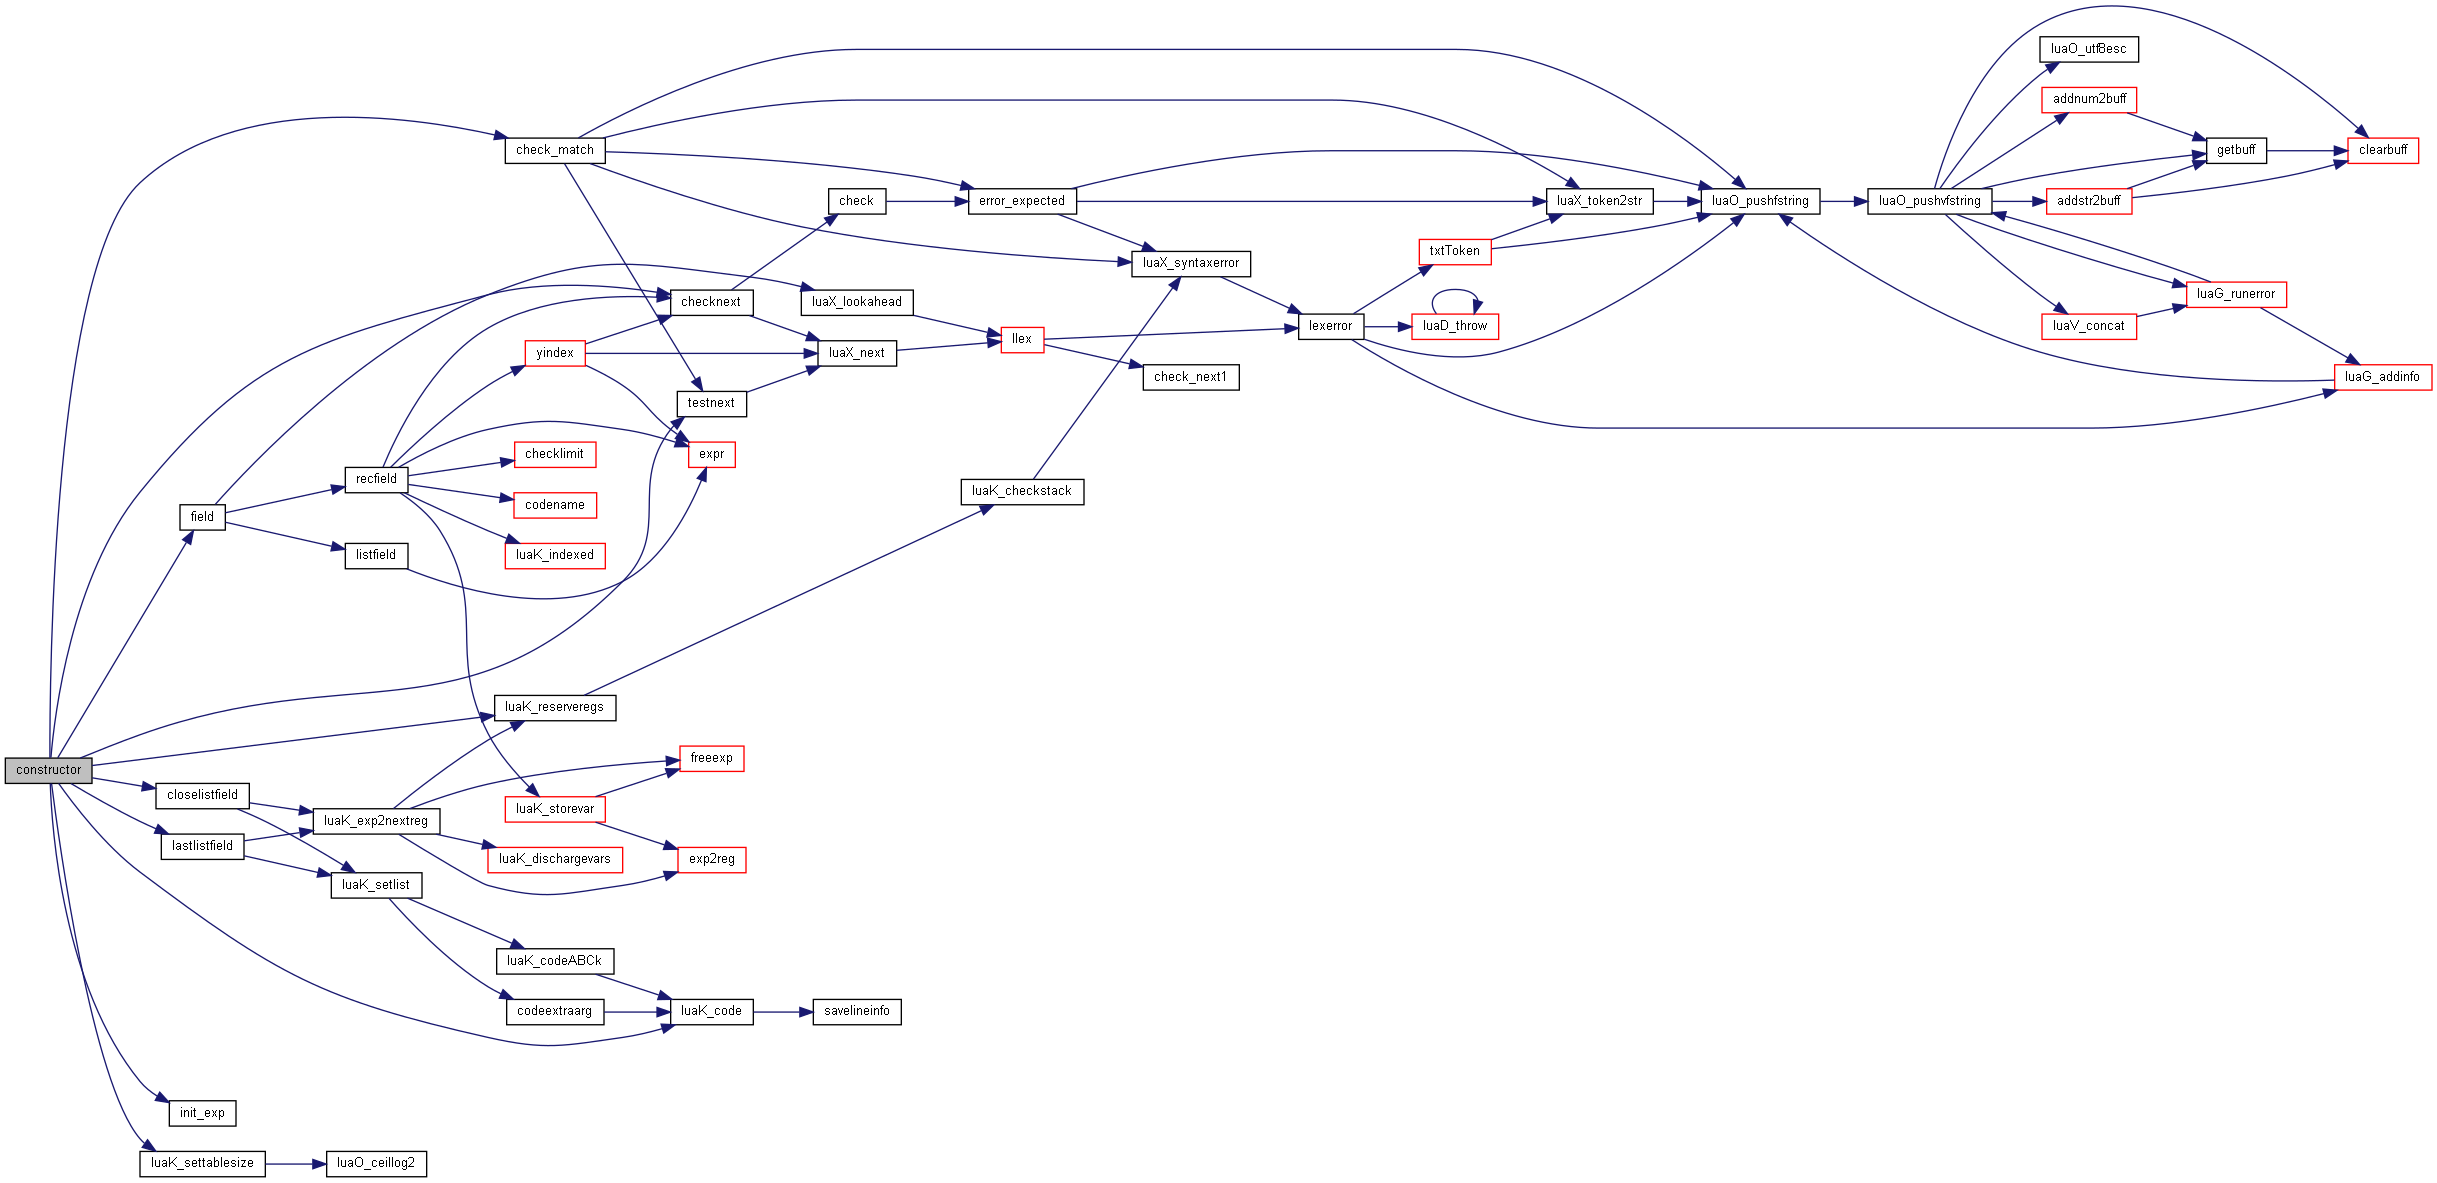 luaO_utf8esc
addnum2buff
check_match
getbuff
clearbuff
check
error_expected
luaX_token2str
luaO_pushfstring
luaO_pushvfstring
addstr2buff
txtToken
luaX_syntaxerror
checknext
luaX_lookahead
luaG_runerror
lexerror
luaD_throw
luaV_concat
llex
yindex
luaX_next
check_next1
luaG_addinfo
testnext
checklimit
expr
recfield
luaK_checkstack
codename
field
listfield
luaK_indexed
luaK_reserveregs
freeexp
constructor
closelistfield
luaK_storevar
luaK_exp2nextreg
lastlistfield
luaK_dischargevars
exp2reg
luaK_setlist
luaK_codeABCk
codeextraarg
luaK_code
savelineinfo
init_exp
luaK_settablesize
luaO_ceillog2